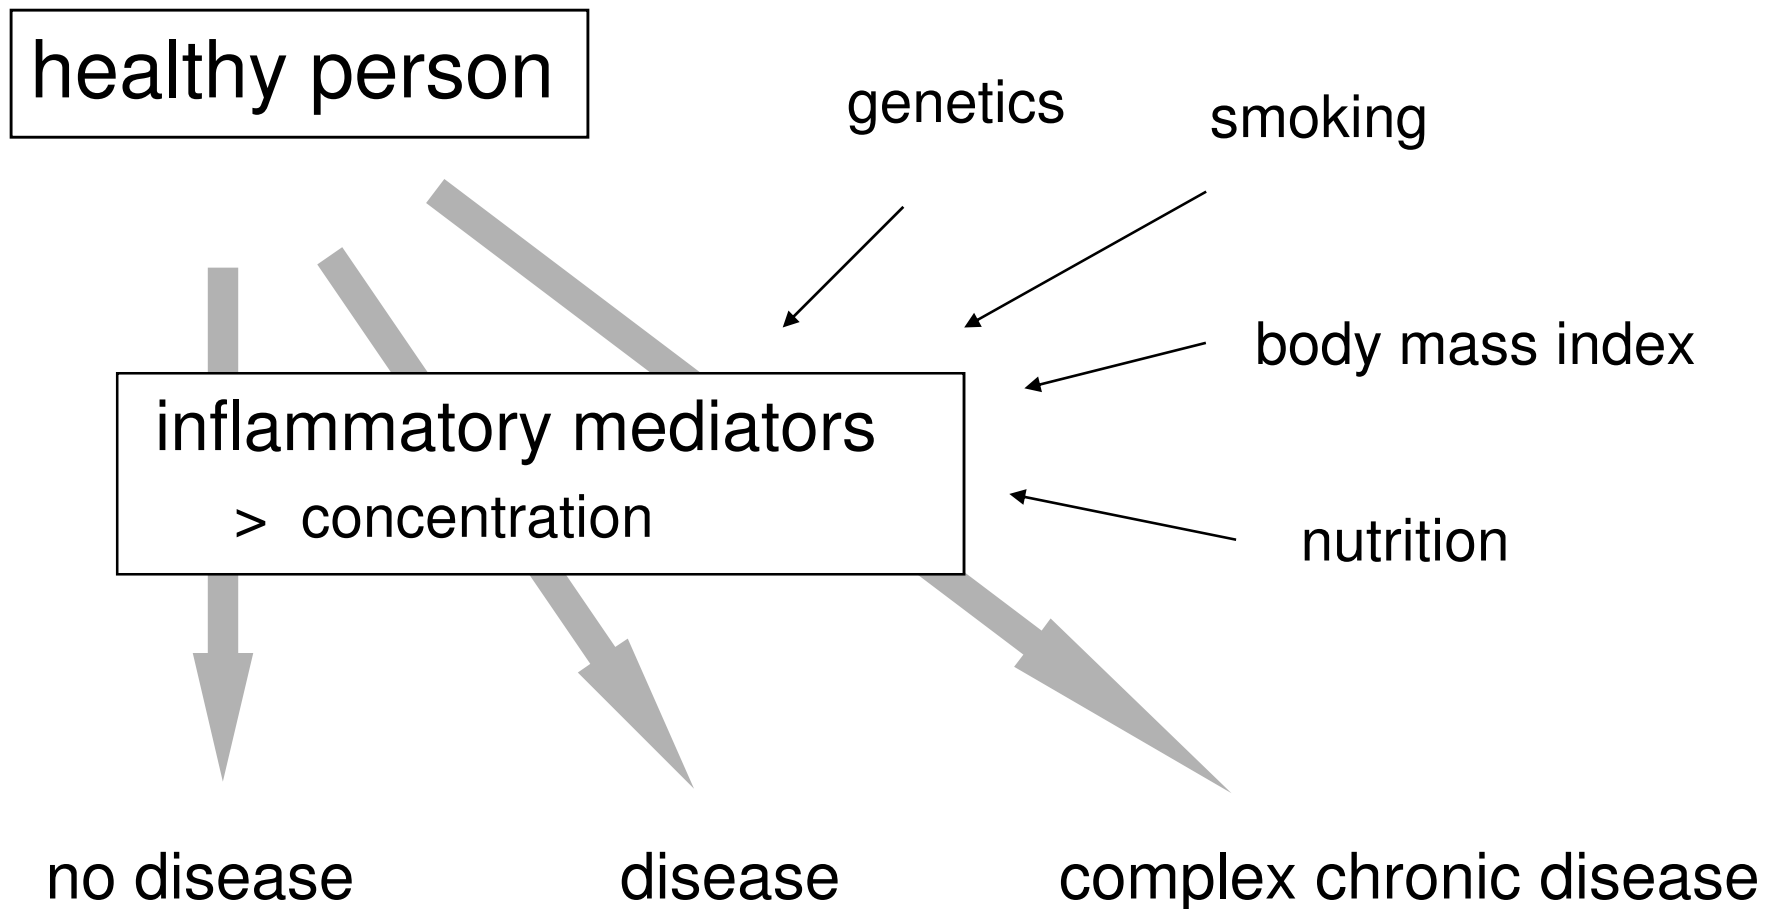 healthy person
genetics
smoking
body mass index
inflammatory mediators
> concentration
nutrition
no disease
disease
complex chronic disease